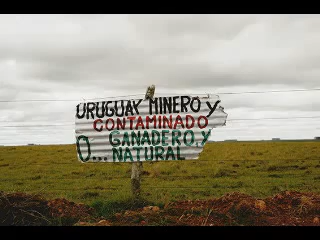 URUGUAY MINERO Y
CONTAMINADO
O... GANADERO Y
NATURAL